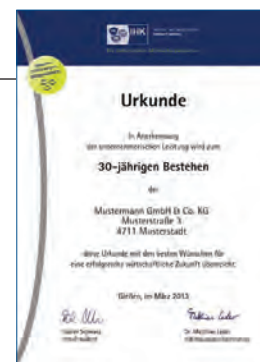 IHK
Urkunde
In Anerkennung
der unternehmerischen Leistung wird zum
30-jährigen Bestehen
der
Mustermann GmbH & Co. KG
Musterstraße 3
4711 Musterstadt
diese Urkunde mit den besten Wünschen für
eine erfolgreiche wirtschaftliche Zukunft überreicht.
Gießen, im März 2013